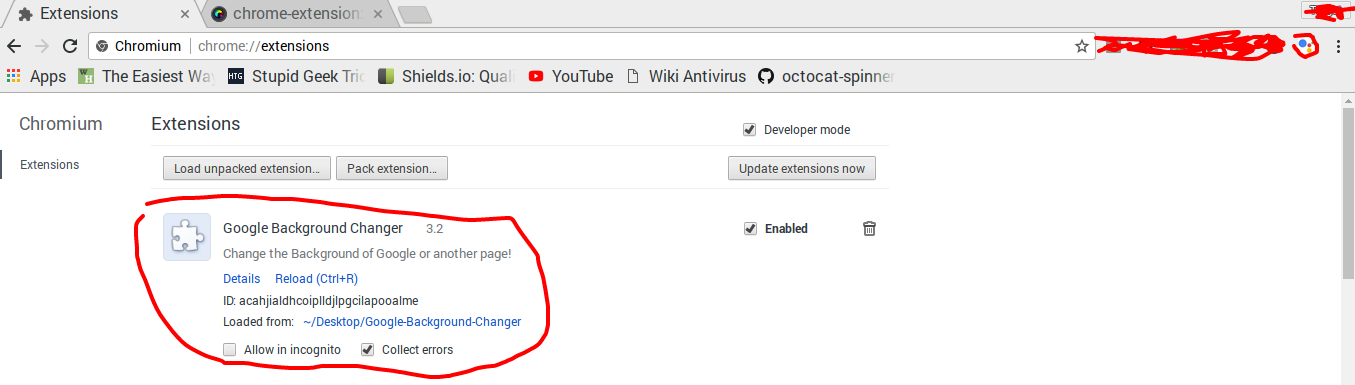 Extensions
chrome-extension:
Chromium chrome://extensions
Apps The Easiest Way HTG Stupid Geek Tric Shields.io: Quali YouTube Wiki Antivirus octocat-spinner
Chromium
Extensions
Developer mode
Extensions
Load unpacked extension...
Pack extension...
Update extensions now
Google Background Changer 3.2
Enabled
Change the Background of Google or another page!
Details Reload (Ctrl+R)
ID: acahjialdhcoiplldjlpgcilapooalme
Loaded from: ~/Desktop/Google-Background-Changer
Allow in incognito Collect errors